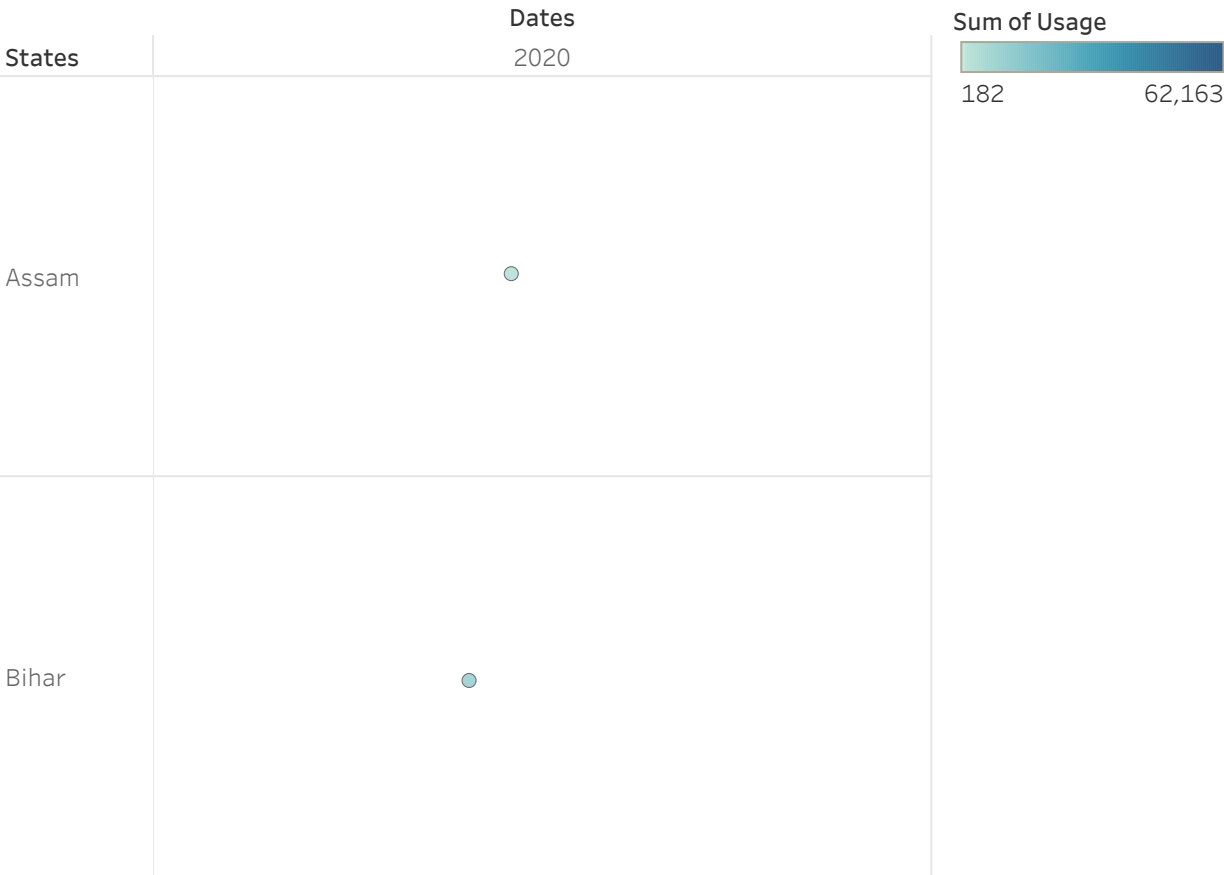 Dates
States
2020
Assam
Bihar
Sum of Usage
182
62,163